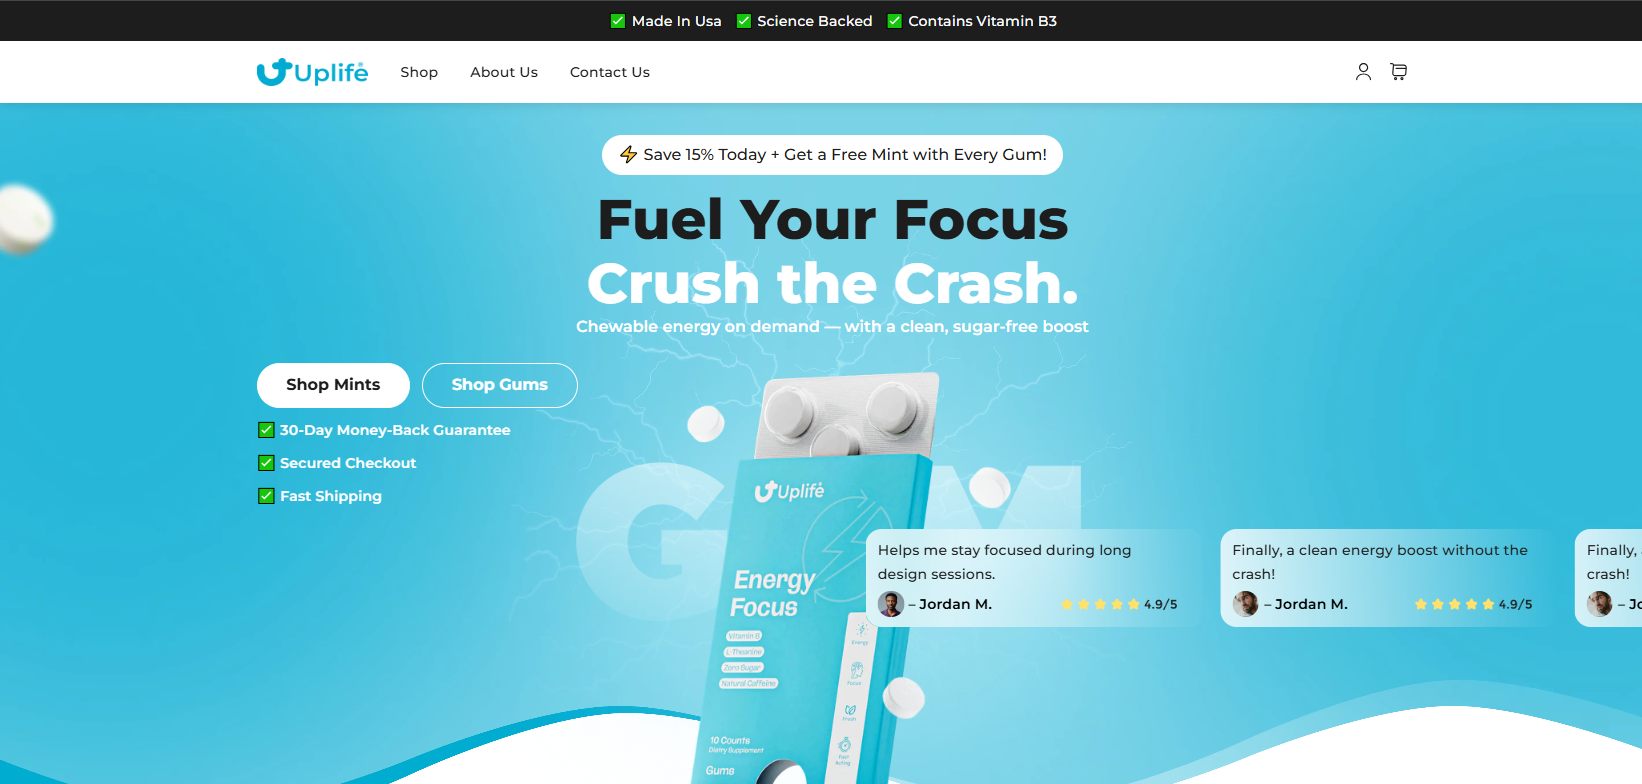 Made In Usa Science Backed Contains Vitamin B3
Uplife
Shop About Us Contact Us
Save 15% Today + Get a Free Mint with Every Gum!
Fuel Your Focus
Crush the Crash.
Chewable energy on demand — with a clean, sugar-free boost
Shop Mints Shop Gums
30-Day Money-Back Guarantee
Secured Checkout
Fast Shipping
G M
Uplife
Energy
Focus
Vitamin B
L-Theanine
Zero Sugar
Natural Caffeine
Energy
Focus
Fresh
Fast
Acting
10 Counts
Dietry Supplement
Gums
Helps me stay focused during long
design sessions.
– Jordan M. 4.9/5
Finally, a clean energy boost without the
crash!
– Jordan M. 4.9/5
Finally,
crash!
– Jo